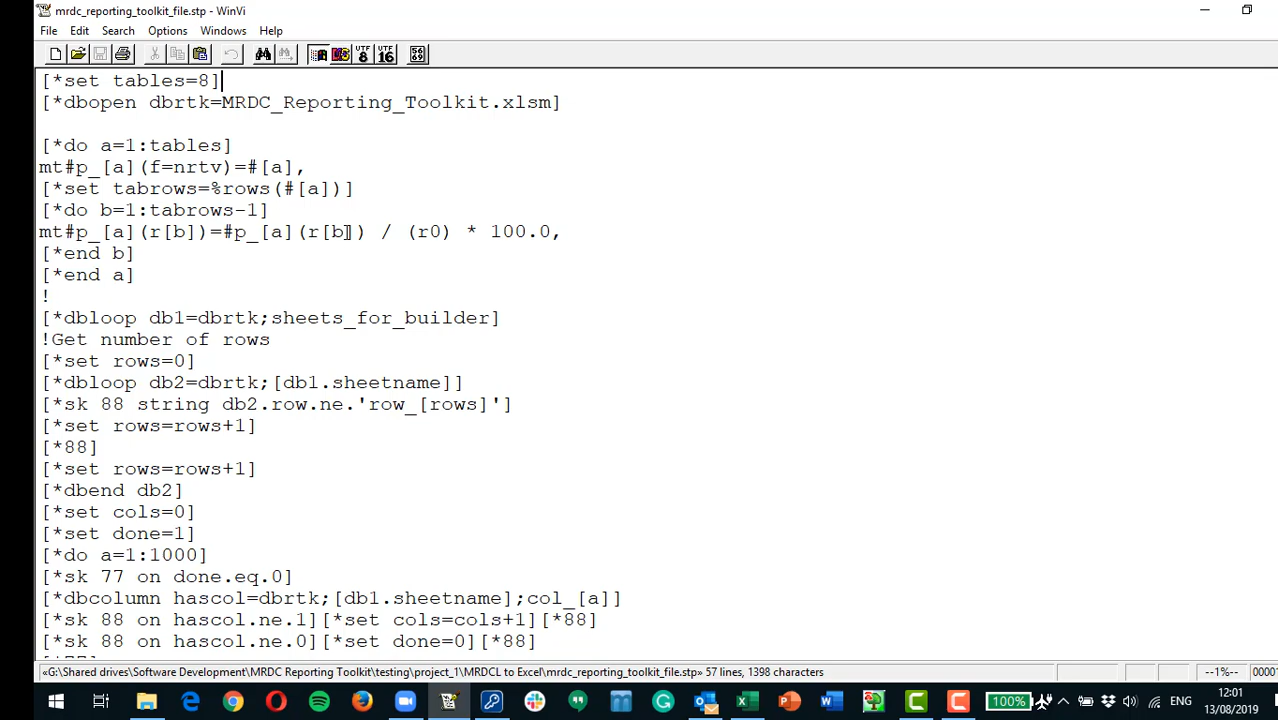 mrdc_reporting_toolkit_file.stp - WinVi
File Edit Search Options Windows Help
UTF 8 UTF 16 56 69
[*set tables=8]
[*dbopen dbrtk=MRDC_Reporting_Toolkit.xlsm]
[*do a=1:tables]
mt#p_[a](f=nrtv)=#[a],
[*set tabrows=%rows(#[a])]
[*do b=1:tabrows-1]
mt#p_[a](r[b])=#p_[a](r[b]) / (r0) * 100.0,
[*end b]
[*end a]
!
[*dbloop db1=dbrtk;sheets_for_builder]
!Get number of rows
[*set rows=0]
[*dbloop db2=dbrtk;[db1.sheetname]]
[*sk 88 string db2.row.ne.'row_[rows]']
[*set rows=rows+1]
[*88]
[*set rows=rows+1]
[*dbend db2]
[*set cols=0]
[*set done=1]
[*do a=1:1000]
[*sk 77 on done.eq.0]
[*dbcolumn hascol=dbrtk;[db1.sheetname];col_[a]]
[*sk 88 on hascol.ne.1][*set cols=cols+1][*88]
[*sk 88 on hascol.ne.0][*set done=0][*88]
«G:\Shared drives\Software Development\MRDC Reporting Toolkit\testing\project_1\MRDCL to Excel\mrdc_reporting_toolkit_file.stp» 57 lines, 1398 characters
--1%--
100% ENG 12:01
13/08/2019